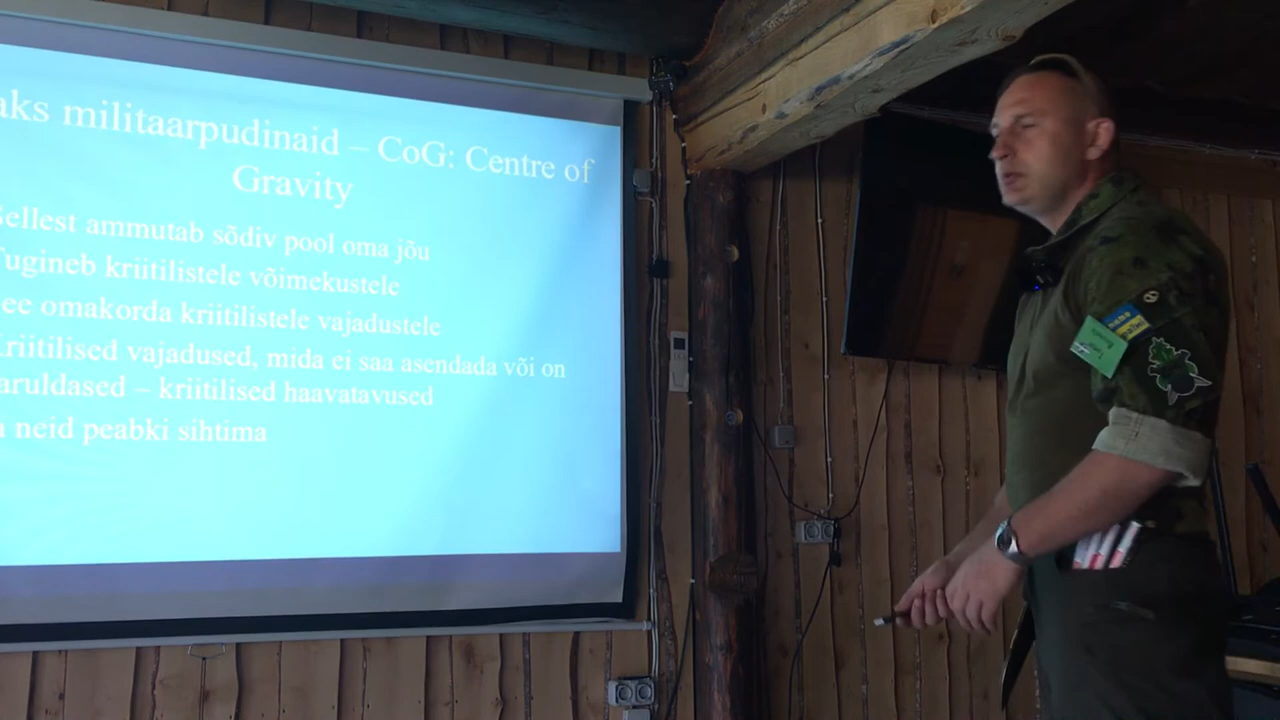 militaarpudinaid – CoG: Centre of
Gravity
Sellest ammutab sõdiv pool oma jõu
Tugineb kriitilistele võimekustele
ee omakorda kriitilistele vajadustele
Kriitilised vajadused, mida ei saa asendada või on
aruldased – kriitilised haavatavused
neid peabki sihtima